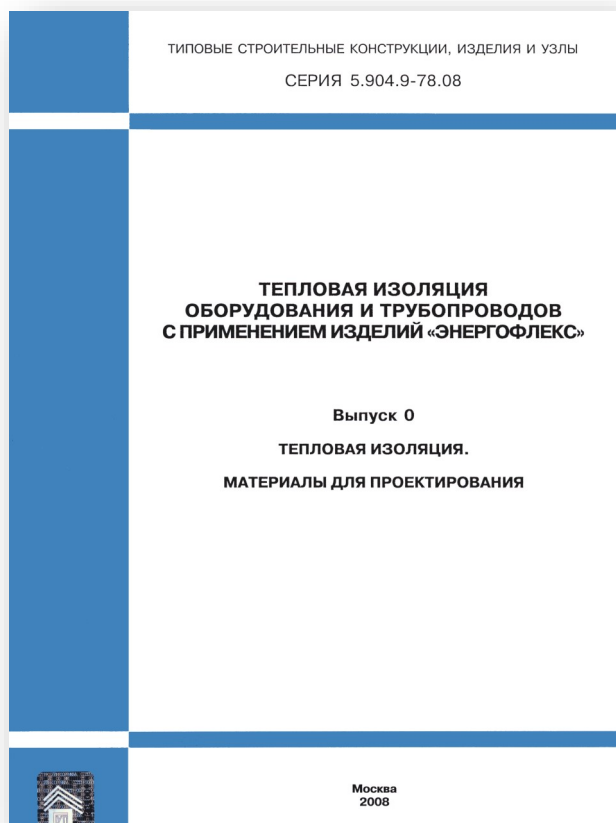 ТИПОВЫЕ СТРОИТЕЛЬНЫЕ КОНСТРУКЦИИ, ИЗДЕЛИЯ И УЗЛЫ
СЕРИЯ 5.904.9-78.08
ТЕПЛОВАЯ ИЗОЛЯЦИЯ
ОБОРУДОВАНИЯ И ТРУБОПРОВОДОВ
С ПРИМЕНЕНИЕМ ИЗДЕЛИЙ «ЭНЕРГОФЛЕКС»
Выпуск 0
ТЕПЛОВАЯ ИЗОЛЯЦИЯ.
МАТЕРИАЛЫ ДЛЯ ПРОЕКТИРОВАНИЯ
Москва
2008